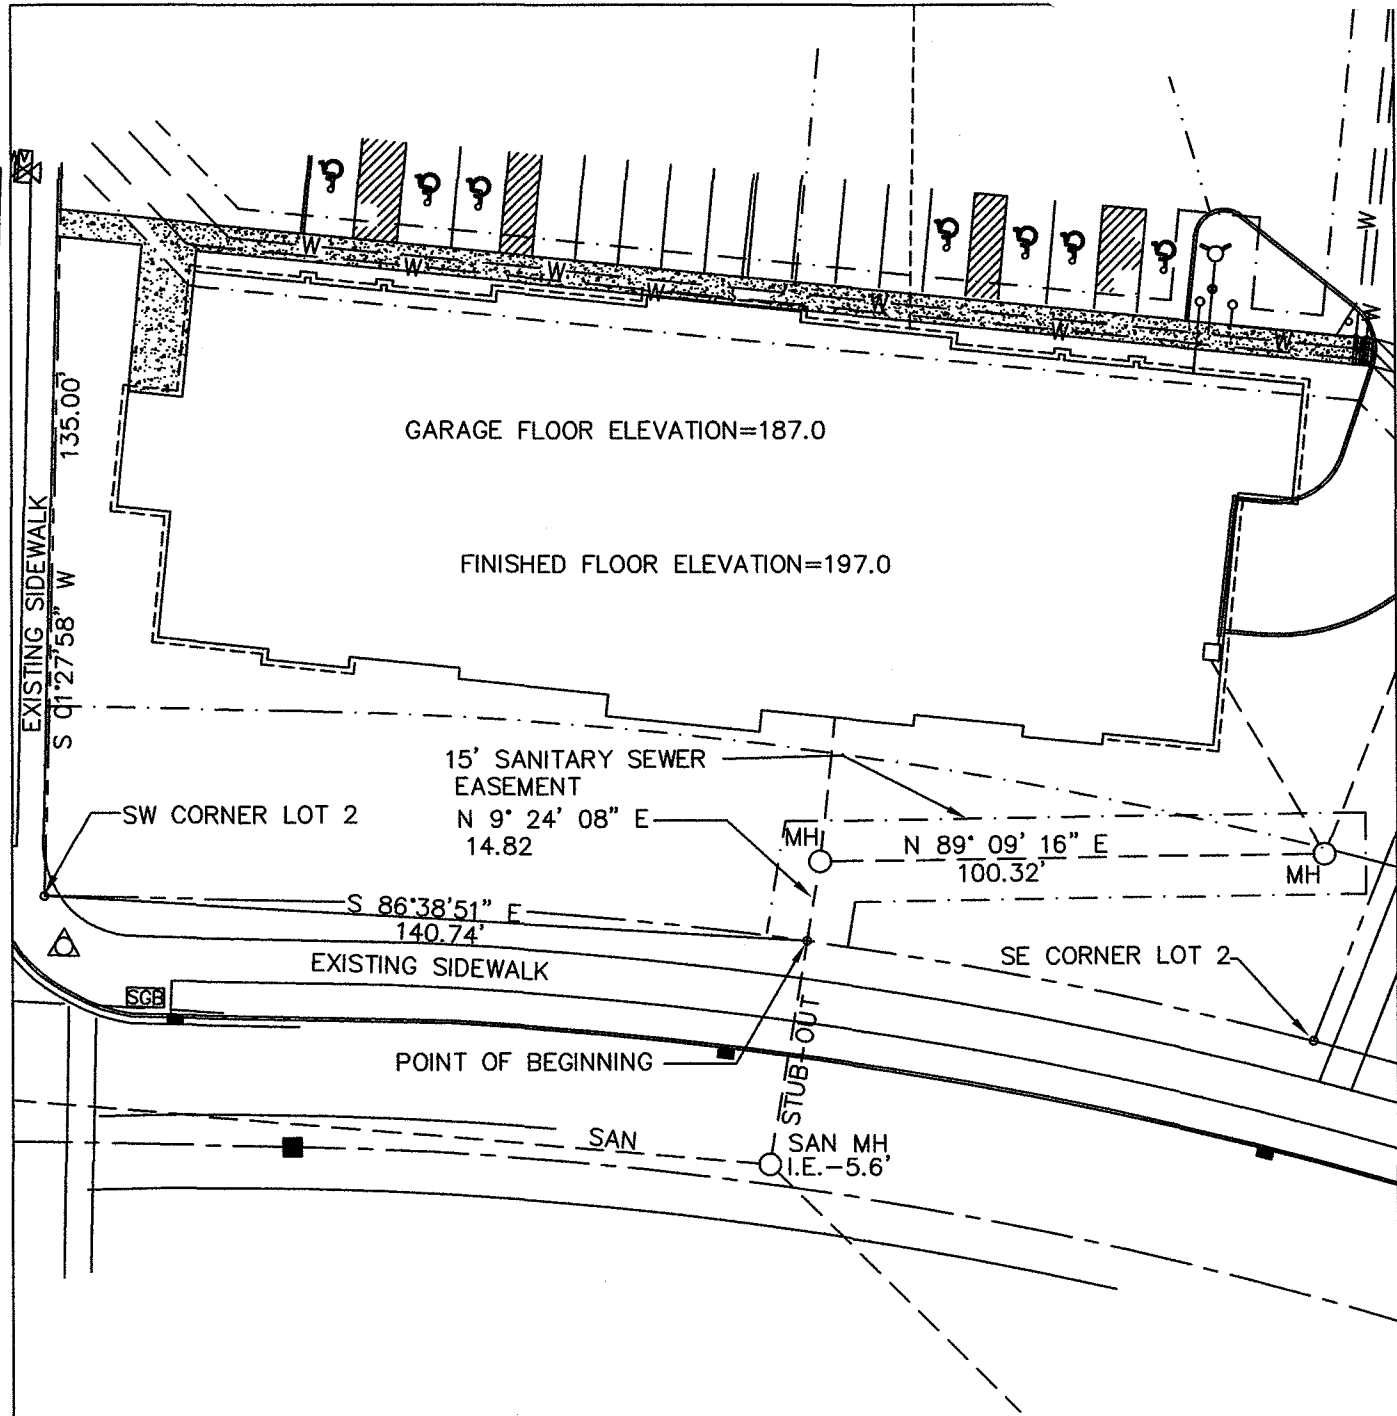 W
W
W
W
W
W
W
W
W
W
GARAGE FLOOR ELEVATION=187.0
135.00'
EXISTING SIDEWALK
S 01°27'58" W
FINISHED FLOOR ELEVATION=197.0
15' SANITARY SEWER
EASEMENT
N 9° 24' 08" E
14.82
SW CORNER LOT 2
MH
N 89° 09' 16" E
100.32'
MH
S 86°38'51" E
140.74'
EXISTING SIDEWALK
SE CORNER LOT 2
SGB
STUB-OUT
POINT OF BEGINNING
SAN
SAN MH
I.E.-5.6'